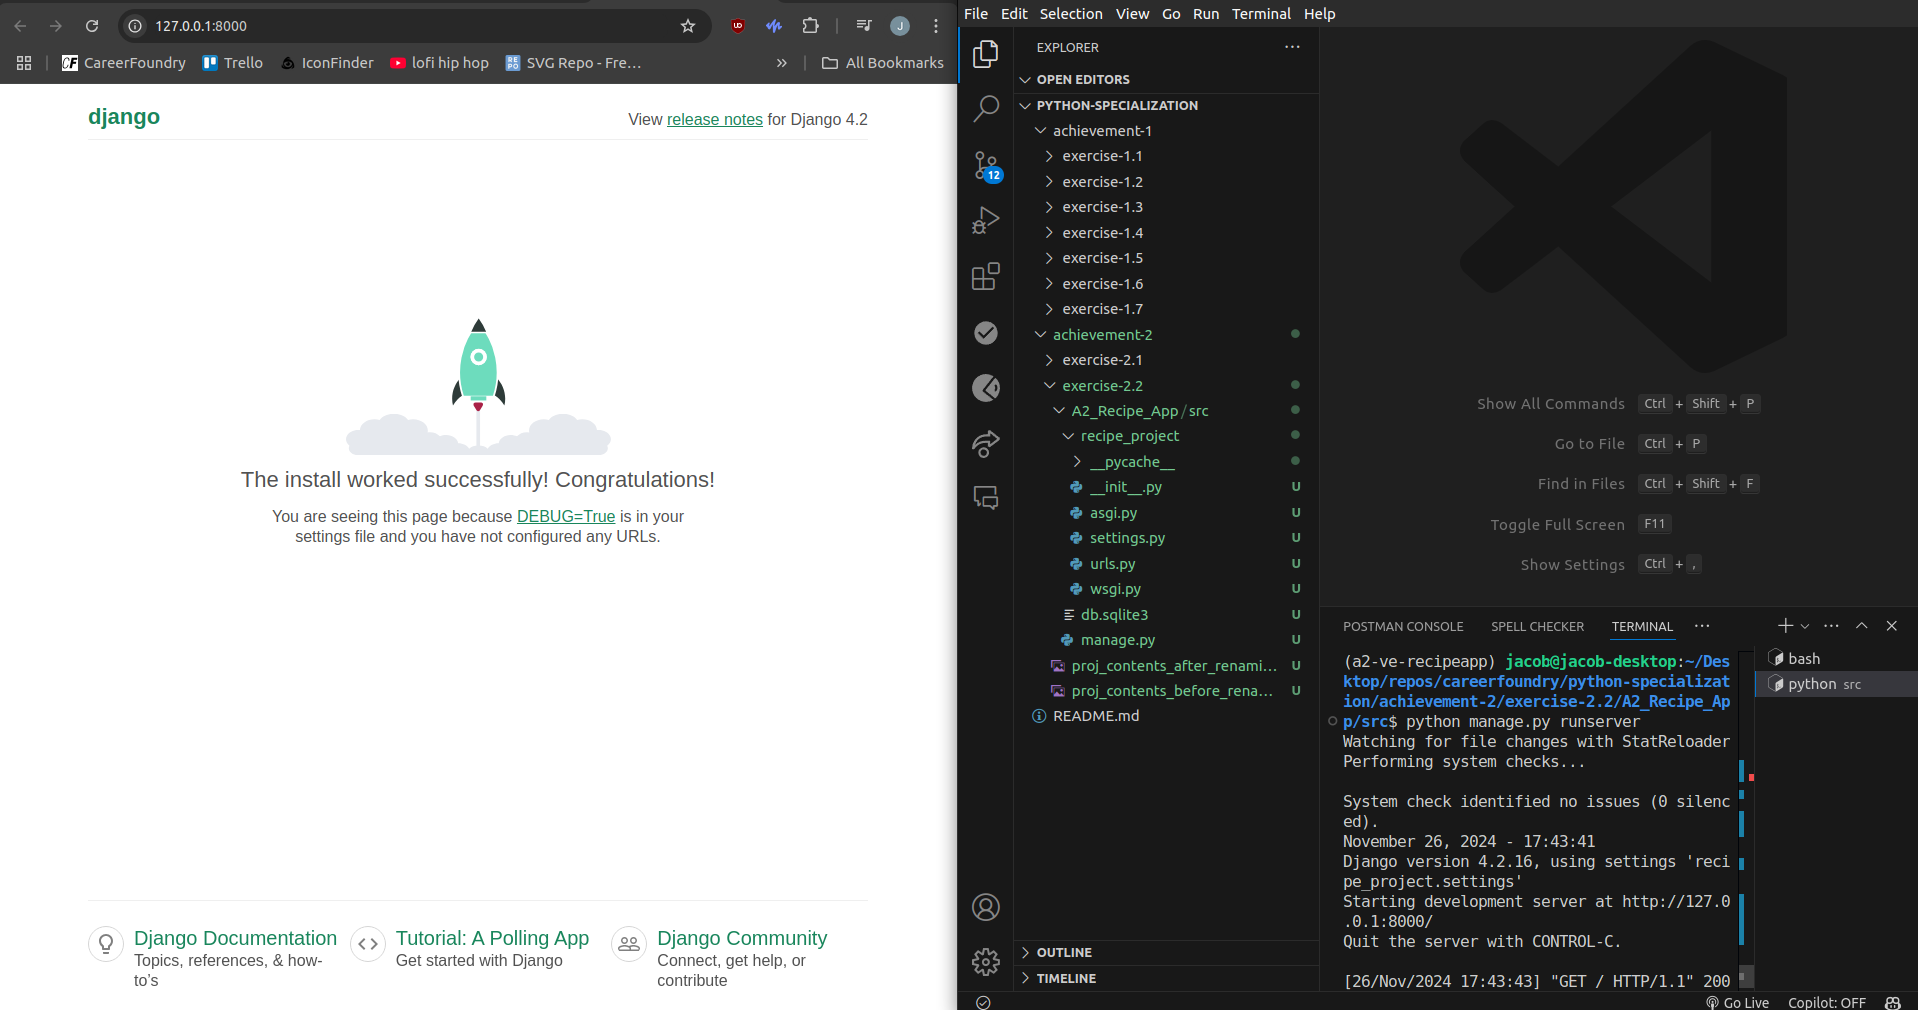 127.0.0.1:8000
CareerFoundry
Trello
IconFinder
lofi hip hop
SVG Repo - Fre...
»
All Bookmarks
django
View release notes for Django 4.2
The install worked successfully! Congratulations!
You are seeing this page because DEBUG=True is in your
settings file and you have not configured any URLs.
Django Documentation
Topics, references, & how-
to's
Tutorial: A Polling App
Get started with Django
Django Community
Connect, get help, or
contribute
File Edit Selection View Go Run Terminal Help
EXPLORER
OPEN EDITORS
PYTHON-SPECIALIZATION
achievement-1
exercise-1.1
exercise-1.2
exercise-1.3
exercise-1.4
exercise-1.5
exercise-1.6
exercise-1.7
achievement-2
exercise-2.1
exercise-2.2
A2_Recipe_App/src
recipe_project
__pycache__
__init__.py U
asgi.py U
settings.py U
urls.py U
wsgi.py U
db.sqlite3 U
manage.py U
proj_contents_after_renami... U
proj_contents_before_rena... U
README.md
OUTLINE
TIMELINE
12
Show All Commands Ctrl + Shift + P
Go to File Ctrl + P
Find in Files Ctrl + Shift + F
Toggle Full Screen F11
Show Settings Ctrl + ,
POSTMAN CONSOLE SPELL CHECKER TERMINAL
(a2-ve-recipeapp) jacob@jacob-desktop:~/Des
ktop/repos/careerfoundry/python-specializat
ion/achievement-2/exercise-2.2/A2_Recipe_Ap
p/src$ python manage.py runserver
Watching for file changes with StatReloader
Performing system checks...
System check identified no issues (0 silenc
ed).
November 26, 2024 - 17:43:41
Django version 4.2.16, using settings 'reci
pe_project.settings'
Starting development server at http://127.0
.0.1:8000/
Quit the server with CONTROL-C.
[26/Nov/2024 17:43:43] "GET / HTTP/1.1" 200
bash
python src
Go Live
Copilot: OFF